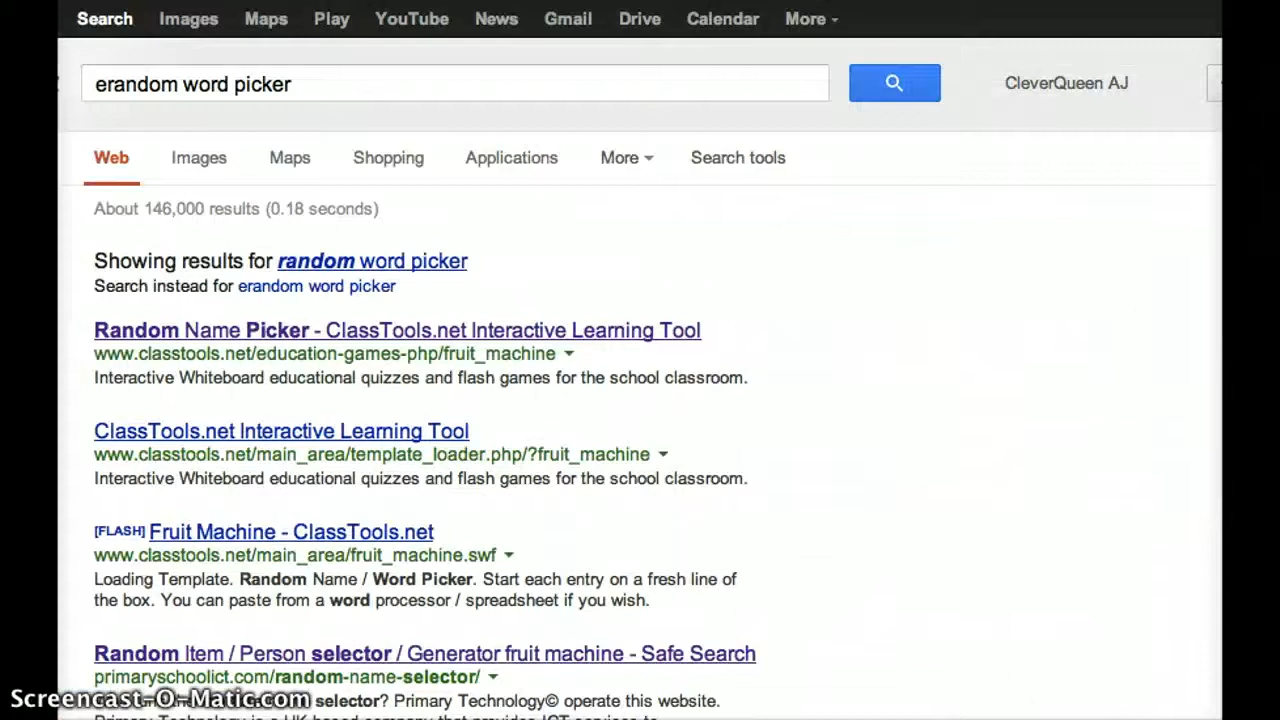 Search Images Maps Play YouTube News Gmail Drive Calendar More
erandom word picker
CleverQueen AJ
Web Images Maps Shopping Applications More Search tools
About 146,000 results (0.18 seconds)
Showing results for random word picker
Search instead for erandom word picker
Random Name Picker - ClassTools.net Interactive Learning Tool
www.classtools.net/education-games-php/fruit_machine
Interactive Whiteboard educational quizzes and flash games for the school classroom.
ClassTools.net Interactive Learning Tool
www.classtools.net/main_area/template_loader.php/?fruit_machine
Interactive Whiteboard educational quizzes and flash games for the school classroom.
[FLASH] Fruit Machine - ClassTools.net
www.classtools.net/main_area/fruit_machine.swf
Loading Template. Random Name / Word Picker. Start each entry on a fresh line of
the box. You can paste from a word processor / spreadsheet if you wish.
Random Item / Person selector / Generator fruit machine - Safe Search
primaryschoolict.com/random-name-selector/
selector? Primary Technology© operate this website.
Screencast-O-Matic.com